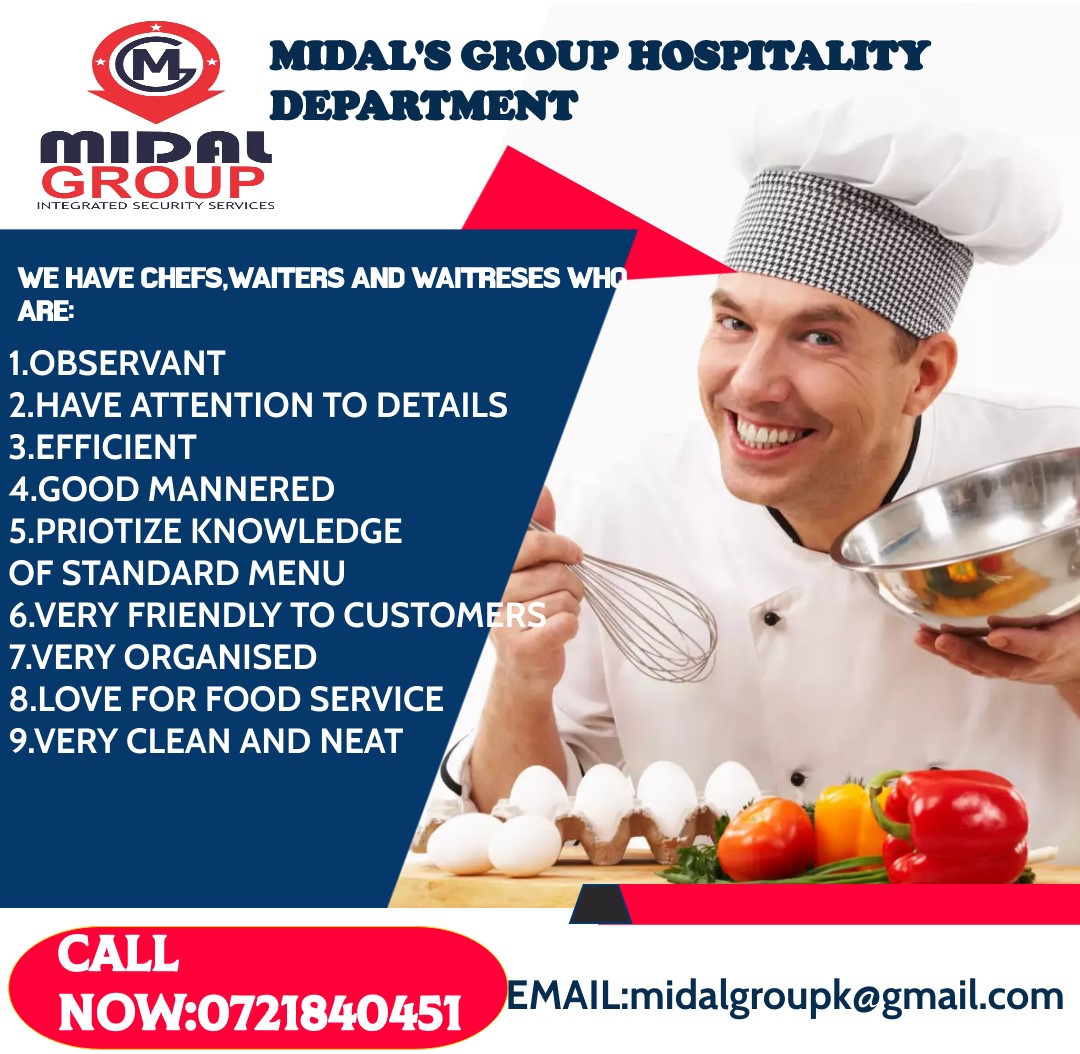 MG
MIDAL
GROUP
INTEGRATED SECURITY SERVICES
MIDAL'S GROUP HOSPITALITY
DEPARTMENT
WE HAVE CHEFS,WAITERS AND WAITRESES WHO
ARE:
1.OBSERVANT
2.HAVE ATTENTION TO DETAILS
3.EFFICIENT
4.GOOD MANNERED
5.PRIOTIZE KNOWLEDGE
OF STANDARD MENU
6.VERY FRIENDLY TO CUSTOMERS
7.VERY ORGANISED
8.LOVE FOR FOOD SERVICE
9.VERY CLEAN AND NEAT
CALL
NOW:0721840451
EMAIL:midalgroupk@gmail.com